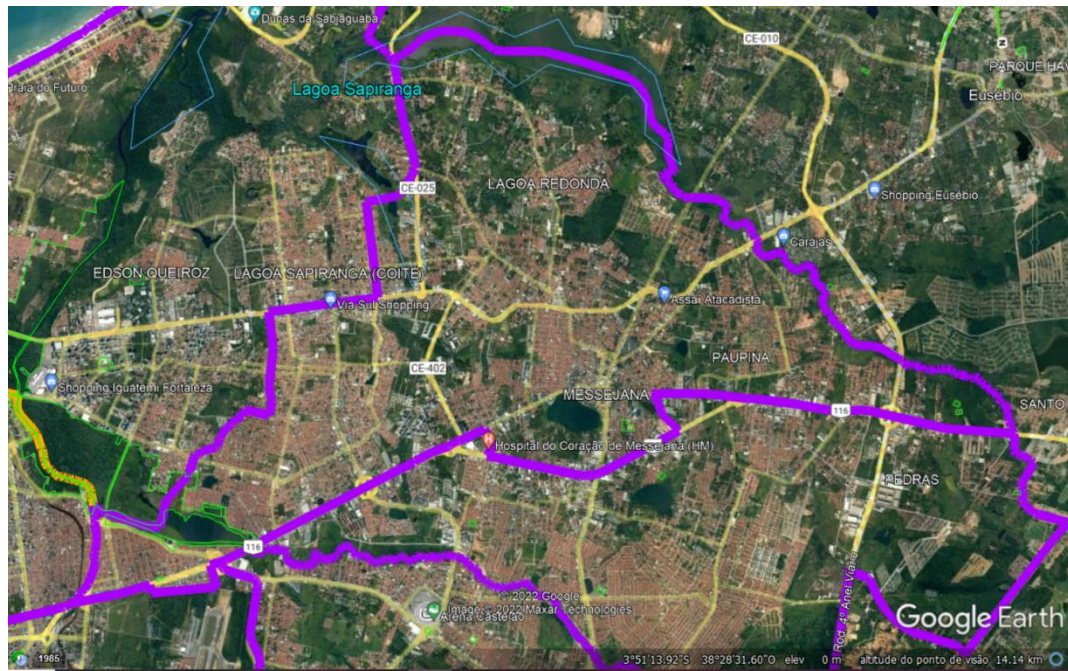 Dunas da Sabiaguaba
CE-010
PARQUE HAV
Praia do Futuro
Lagoa Sapiranga
Eusébio
CE-025
LAGOA REDONDA
Shopping Eusébio
Carajas
EDSON QUEIROZ
LAGOA SAPIRANGA (COITE)
Via Sul Shopping
Assaí Atacadista
PAUPINA
CE-402
Shopping Iguatemi Fortaleza
MESSEJANA
116
SANTO
Hospital do Coração de Messejana (HM)
PEDRAS
116
Rod. 4º Anel Viário
© 2022 Google
Image © 2022 Maxar Technologies
Arena Castelão
Google Earth
1985
3°51'13.92"S 38°28'31.60"O elev 0 m altitude do ponto de visão 14.14 km